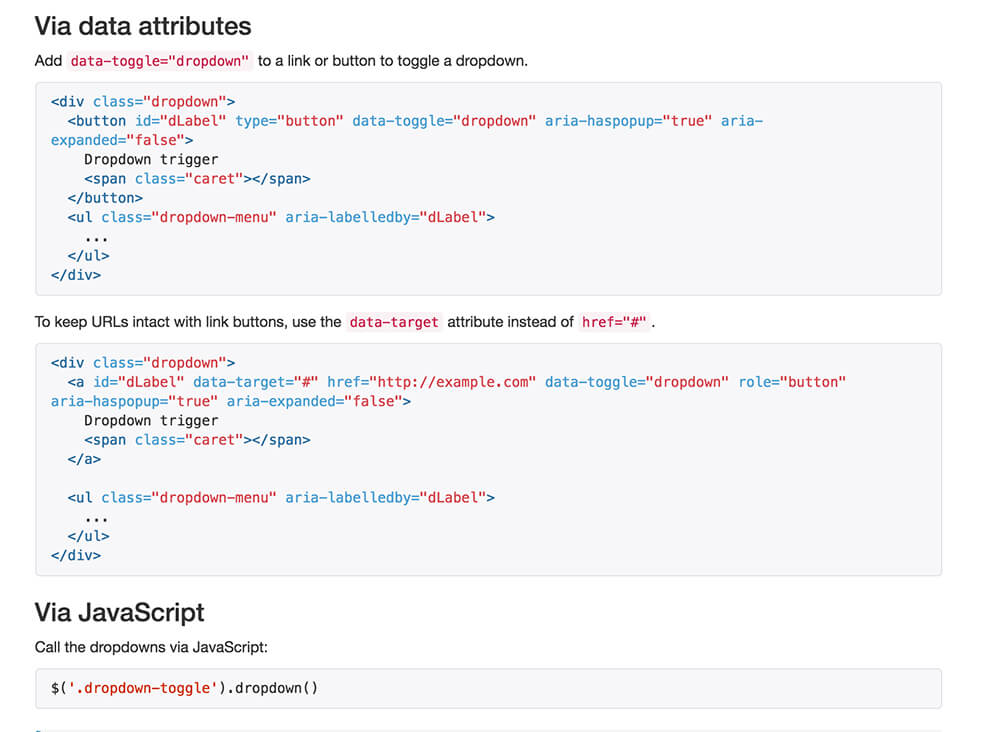 Via data attributes
Add data-toggle="dropdown" to a link or button to toggle a dropdown.
<div class="dropdown">
  <button id="dLabel" type="button" data-toggle="dropdown" aria-haspopup="true" aria-
expanded="false">
    Dropdown trigger
    <span class="caret"></span>
  </button>
  <ul class="dropdown-menu" aria-labelledby="dLabel">
    ...
  </ul>
</div>
To keep URLs intact with link buttons, use the data-target attribute instead of href="#".
<div class="dropdown">
  <a id="dLabel" data-target="#" href="http://example.com" data-toggle="dropdown" role="button"
aria-haspopup="true" aria-expanded="false">
    Dropdown trigger
    <span class="caret"></span>
  </a>

  <ul class="dropdown-menu" aria-labelledby="dLabel">
    ...
  </ul>
</div>
Via JavaScript
Call the dropdowns via JavaScript:
$('.dropdown-toggle').dropdown()